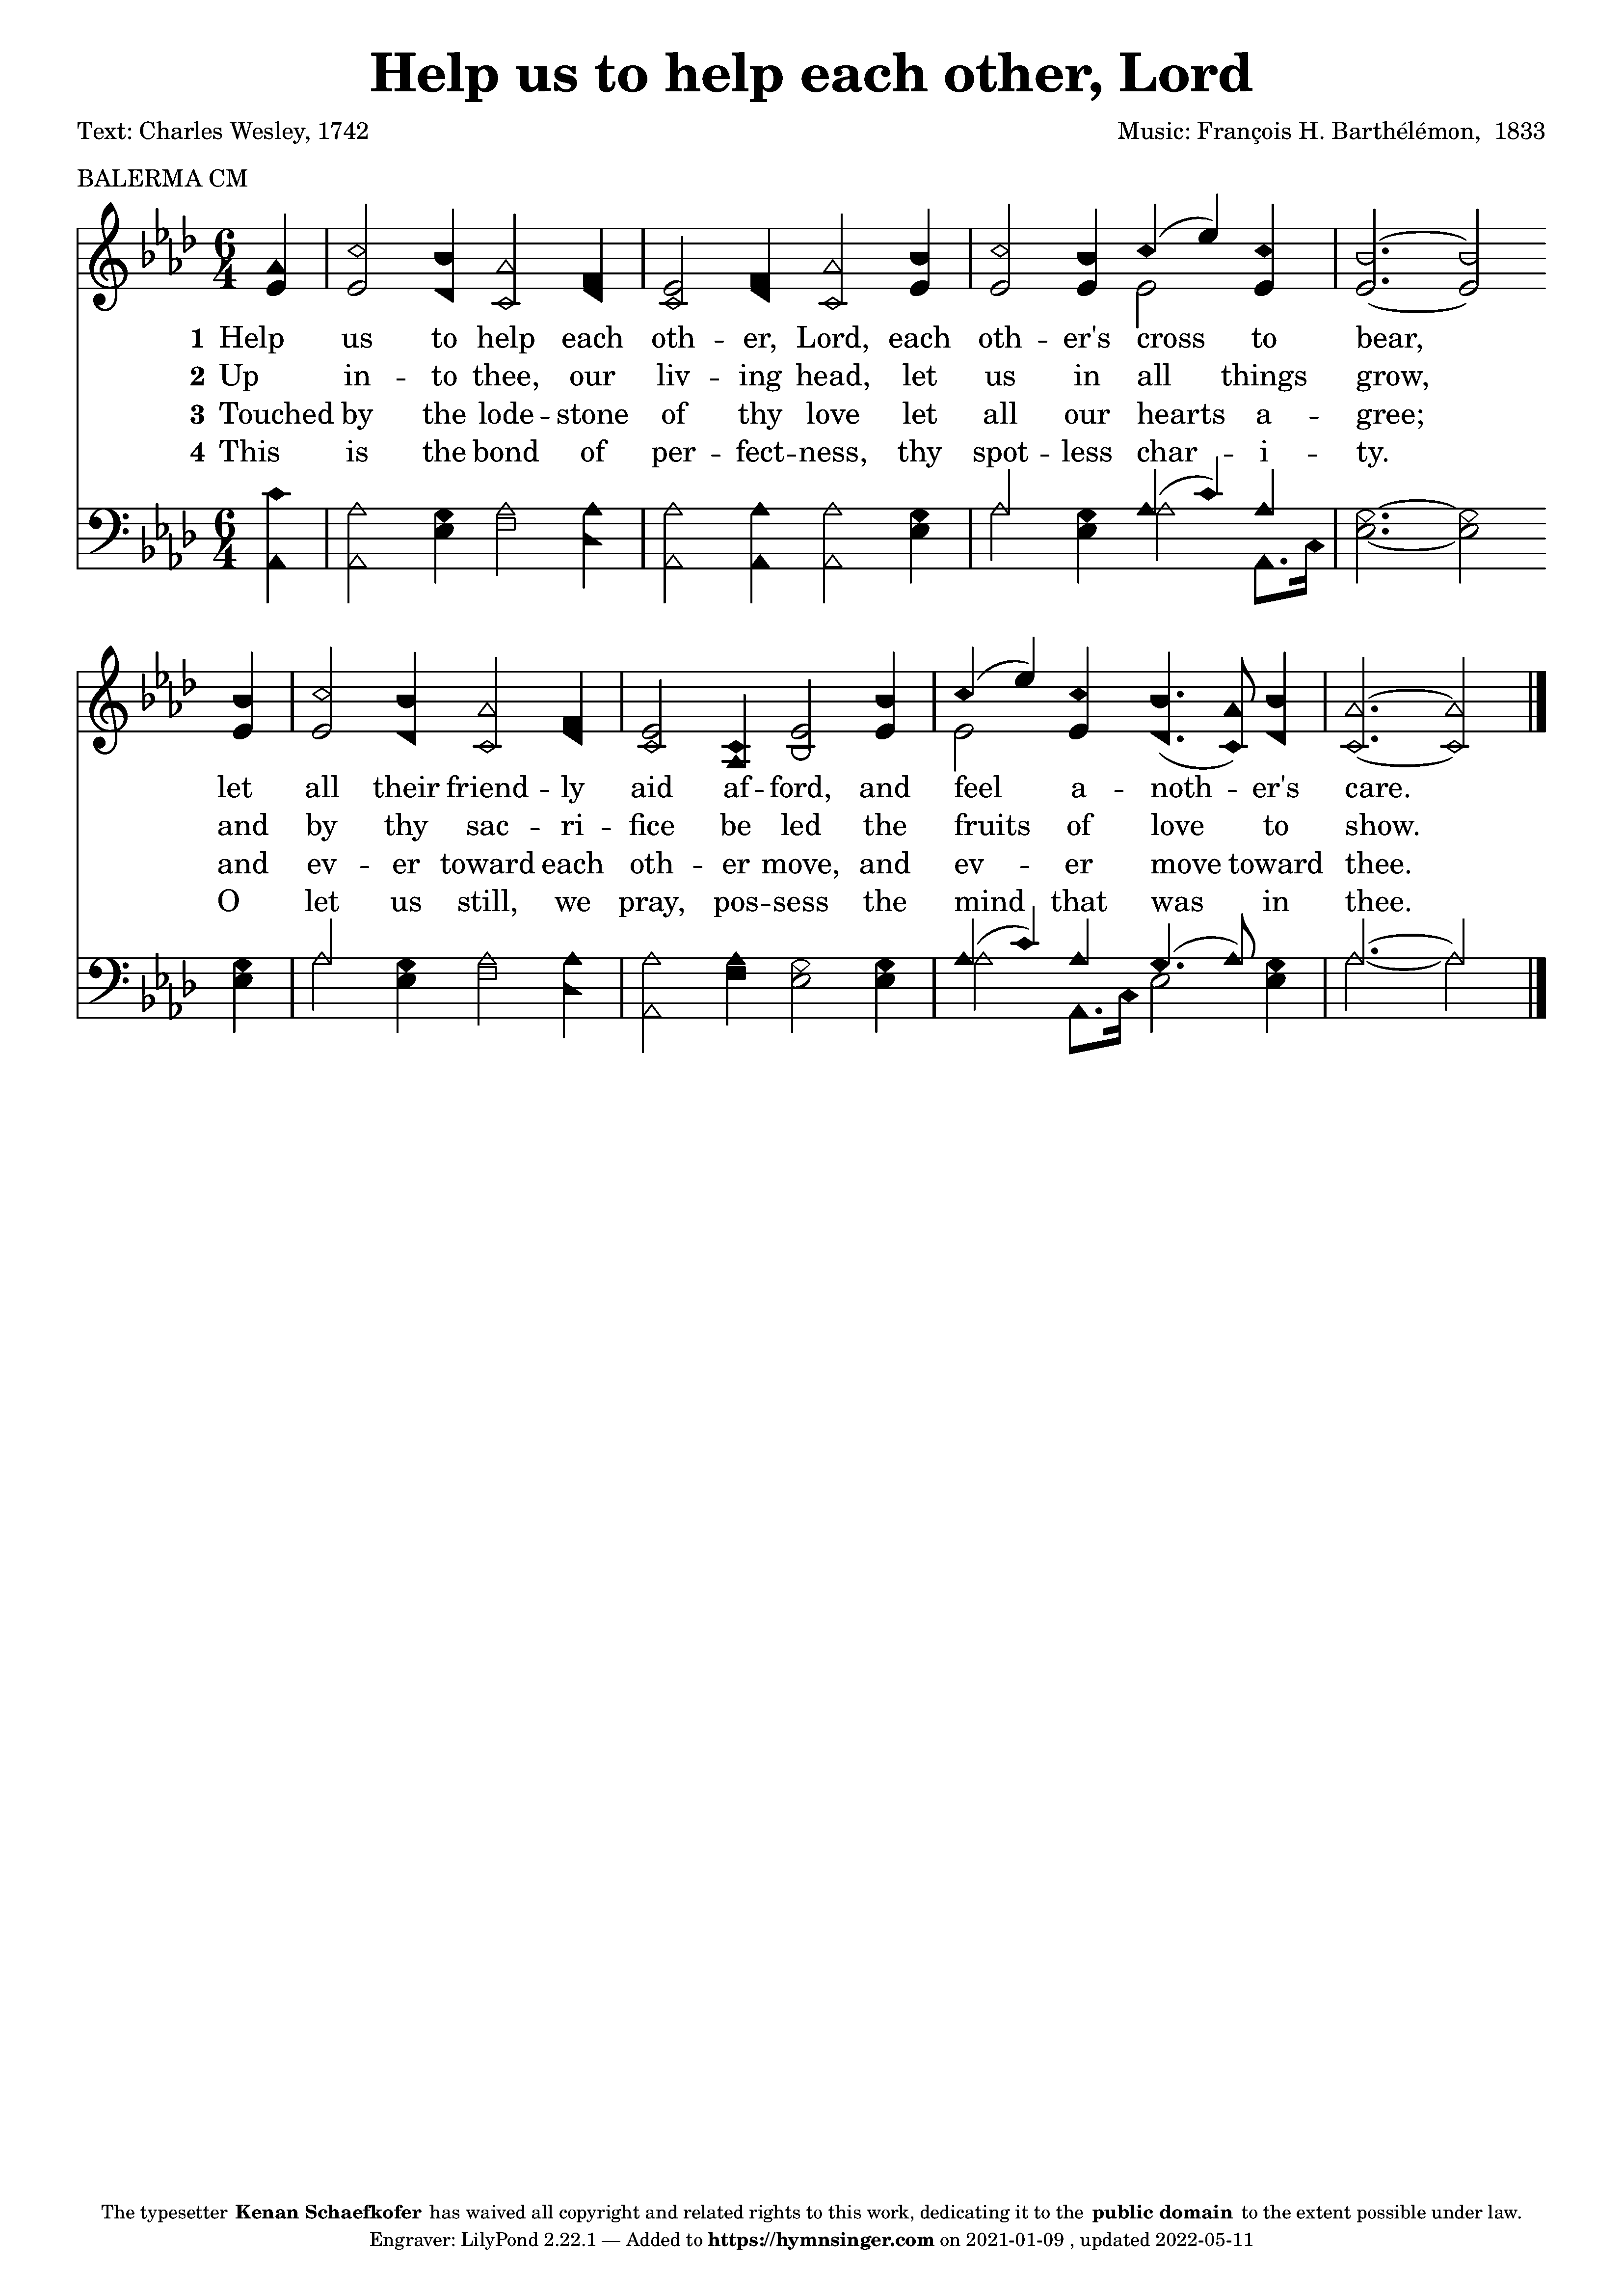 Help us to help each other, Lord
Text: Charles Wesley, 1742
Music: François H. Barthélémon,  1833
BALERMA CM
6
4
1 Help us to help each oth -- er, Lord, each oth -- er's cross to bear,
2 Up in -- to thee, our liv -- ing head, let us in all things grow,
3 Touched by the lode -- stone of thy love let all our hearts a -- gree;
4 This is the bond of per -- fect -- ness, thy spot -- less char -- i -- ty.
6
4
let all their friend -- ly aid af -- ford, and feel a -- noth -- er's care.
and by thy sac -- ri -- fice be led the fruits of love to show.
and ev -- er toward each oth -- er move, and ev -- er move toward thee.
O let us still, we pray, pos -- sess the mind that was in thee.
The typesetter Kenan Schaefkofer has waived all copyright and related rights to this work, dedicating it to the public domain to the extent possible under law.
Engraver: LilyPond 2.22.1 — Added to https://hymnsinger.com on 2021-01-09 , updated 2022-05-11